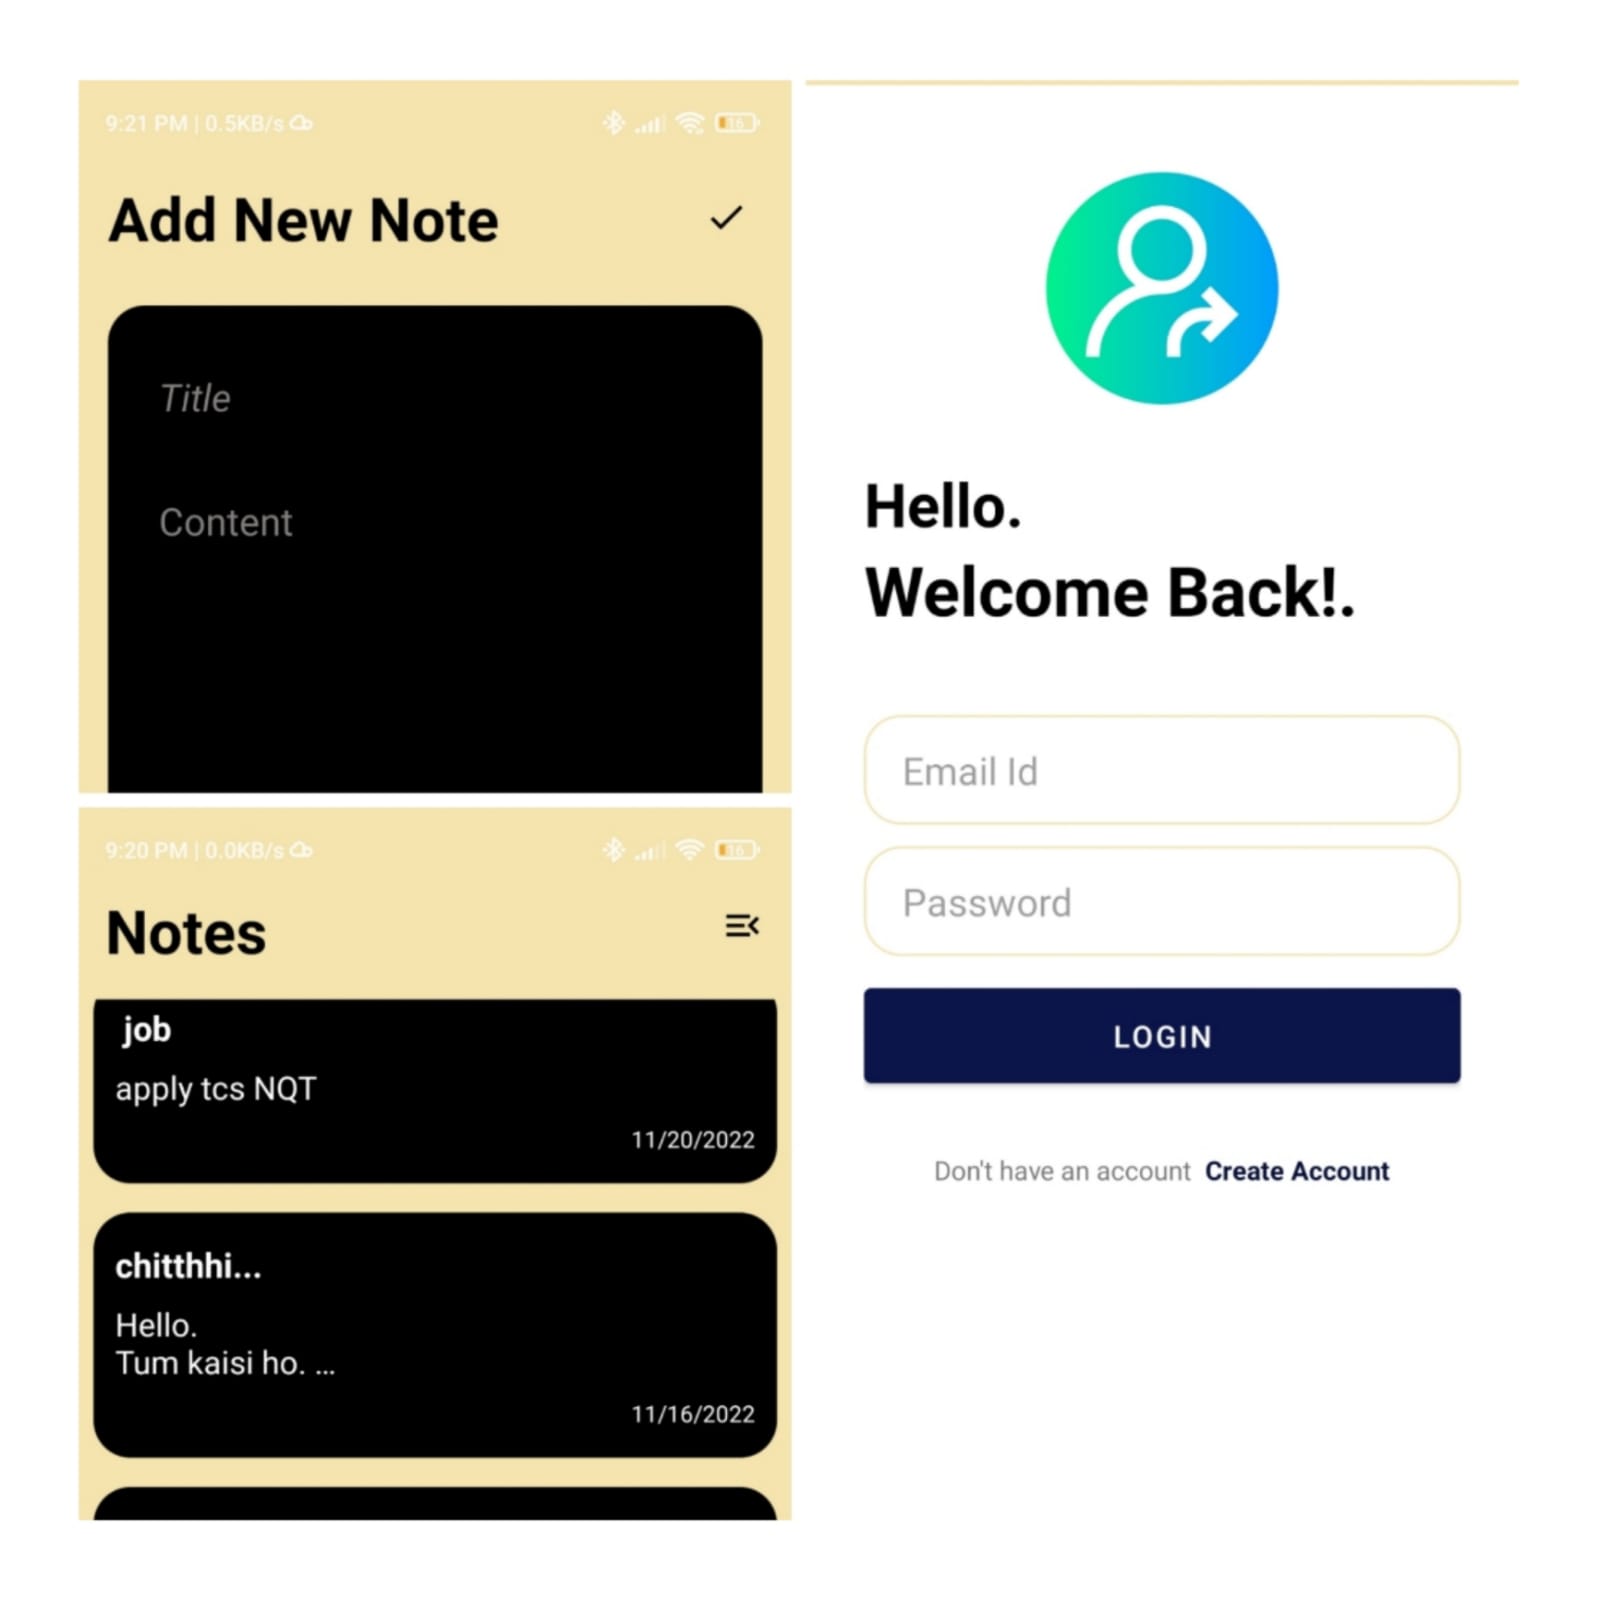 9:21 PM | 0.5KB/s
16
Add New Note
Title
Content
9:20 PM | 0.0KB/s
16
Notes
job
apply tcs NQT
11/20/2022
chitthhi...
Hello.
Tum kaisi ho. ...
11/16/2022
Hello.
Welcome Back!.
Email Id
Password
LOGIN
Don't have an account Create Account